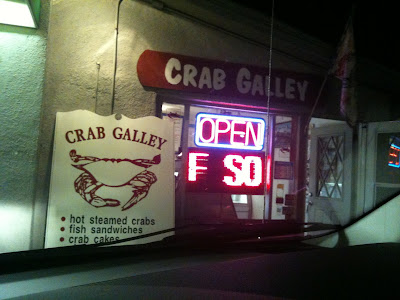 CRAB GALLEY
OPEN
F SO
CRAB GALLEY
• hot steamed crabs
• fish sandwiches
• crab cakes